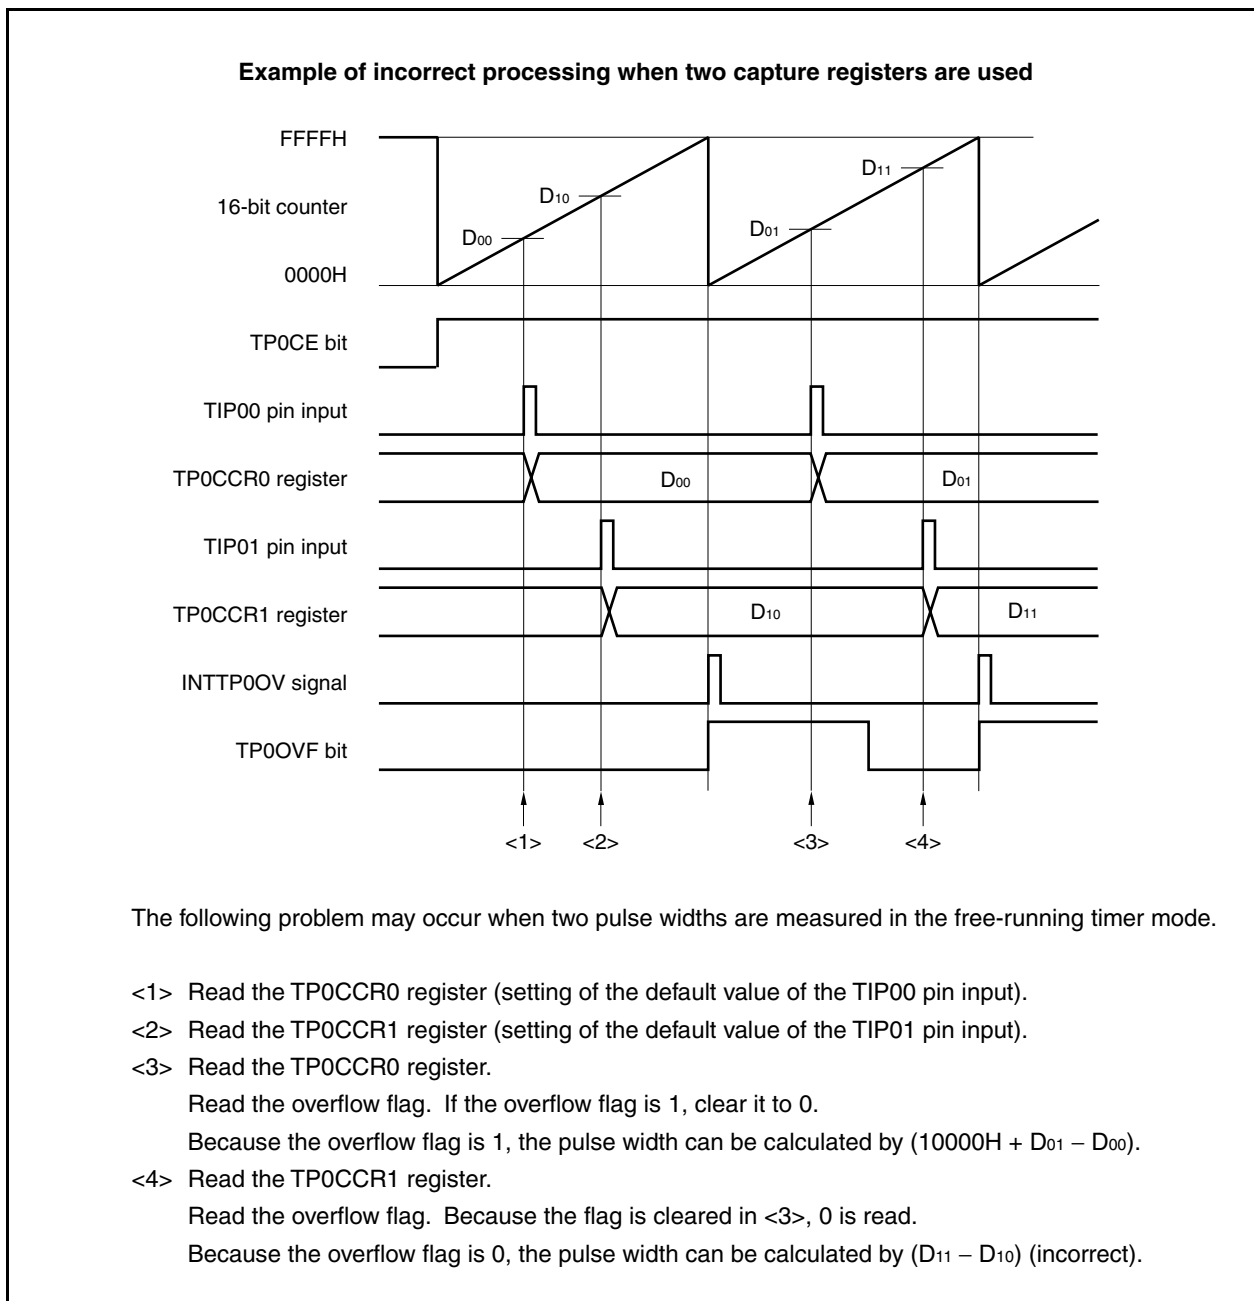 Example of incorrect processing when two capture registers are used
FFFFH
16-bit counter
0000H
D00
D10
D01
D11
TP0CE bit
TIP00 pin input
TP0CCR0 register
D00
D01
TIP01 pin input
TP0CCR1 register
D10
D11
INTTP0OV signal
TP0OVF bit
<1> <2> <3> <4>
The following problem may occur when two pulse widths are measured in the free-running timer mode.
<1> Read the TP0CCR0 register (setting of the default value of the TIP00 pin input).
<2> Read the TP0CCR1 register (setting of the default value of the TIP01 pin input).
<3> Read the TP0CCR0 register.
Read the overflow flag. If the overflow flag is 1, clear it to 0.
Because the overflow flag is 1, the pulse width can be calculated by (10000H + D01 − D00).
<4> Read the TP0CCR1 register.
Read the overflow flag. Because the flag is cleared in <3>, 0 is read.
Because the overflow flag is 0, the pulse width can be calculated by (D11 − D10) (incorrect).